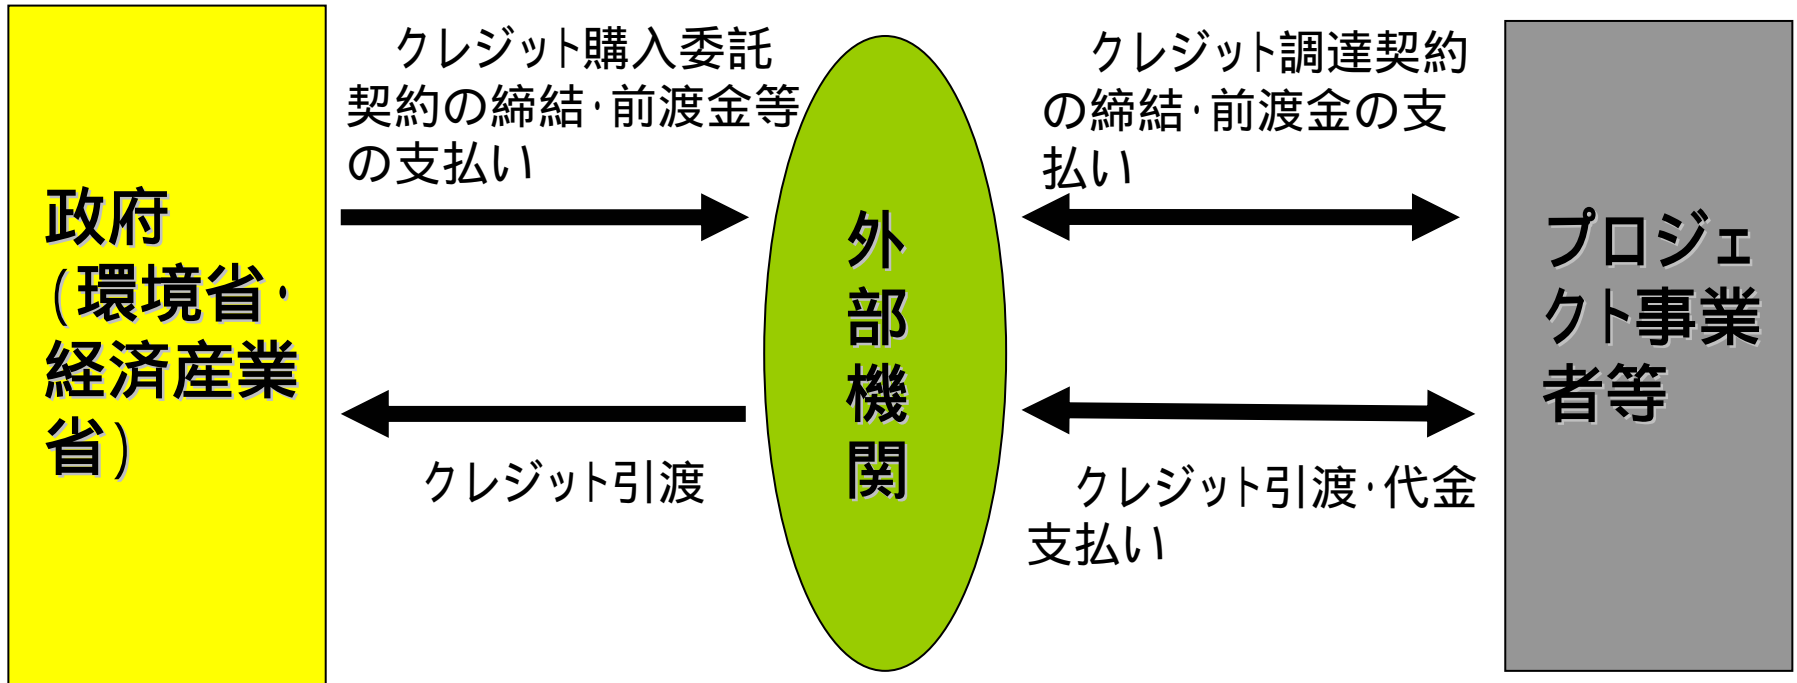 政府
(環境省・
経済産業
省)
クレジット購入委託
契約の締結・前渡金等
の支払い
クレジット引渡
外
部
機
関
クレジット調達契約
の締結・前渡金の支
払い
クレジット引渡・代金
支払い
プロジェ
クト事業
者等